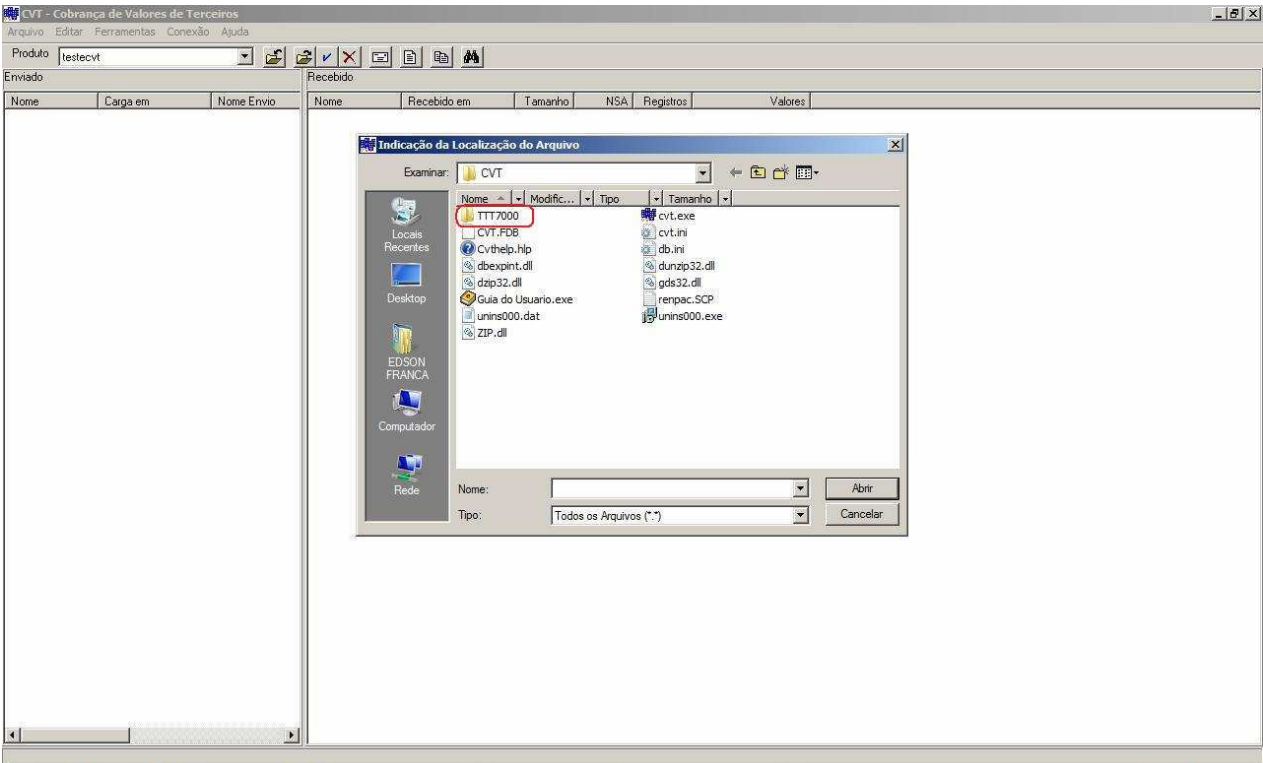 CVT - Cobrança de Valores de Terceiros
Arquivo Editar Ferramentas Conexão Ajuda
Produto testecvt
Enviado Recebido
Nome Carga em Nome Envio Nome Recebido em Tamanho NSA Registros Valores
Indicação da Localização do Arquivo
Examinar: CVT
Nome Modific... Tipo Tamanho
TTT7000 cvt.exe
CVT.FDB cvt.ini
Cvthelp.hlp db.ini
dbexpint.dll dunzip32.dll
dzip32.dll gds32.dll
Guia do Usuario.exe renpac.SCP
unins000.dat unins000.exe
ZIP.dll
Locais
Recentes
Desktop
EDSON
FRANCA
Computador
Rede
Nome: Abrir
Tipo: Todos os Arquivos (*.*) Cancelar